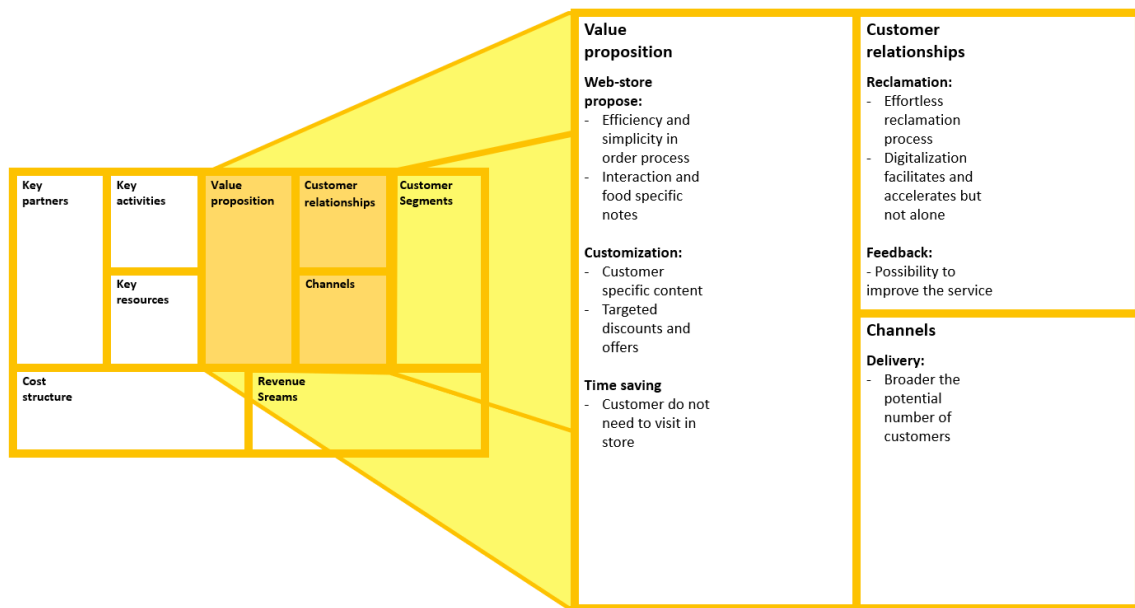 Key
partners
Key
activities
Key
resources
Value
proposition
Customer
relationships
Channels
Customer
Segments
Cost
structure
Revenue
Sreams
Value
proposition
Web-store
propose:
- Efficiency and
simplicity in
order process
- Interaction and
food specific
notes
Customization:
- Customer
specific content
- Targeted
discounts and
offers
Time saving
- Customer do not
need to visit in
store
Customer
relationships
Reclamation:
- Effortless
reclamation
process
- Digitalization
facilitates and
accelerates but
not alone
Feedback:
- Possibility to
improve the service
Channels
Delivery:
- Broader the
potential
number of
customers